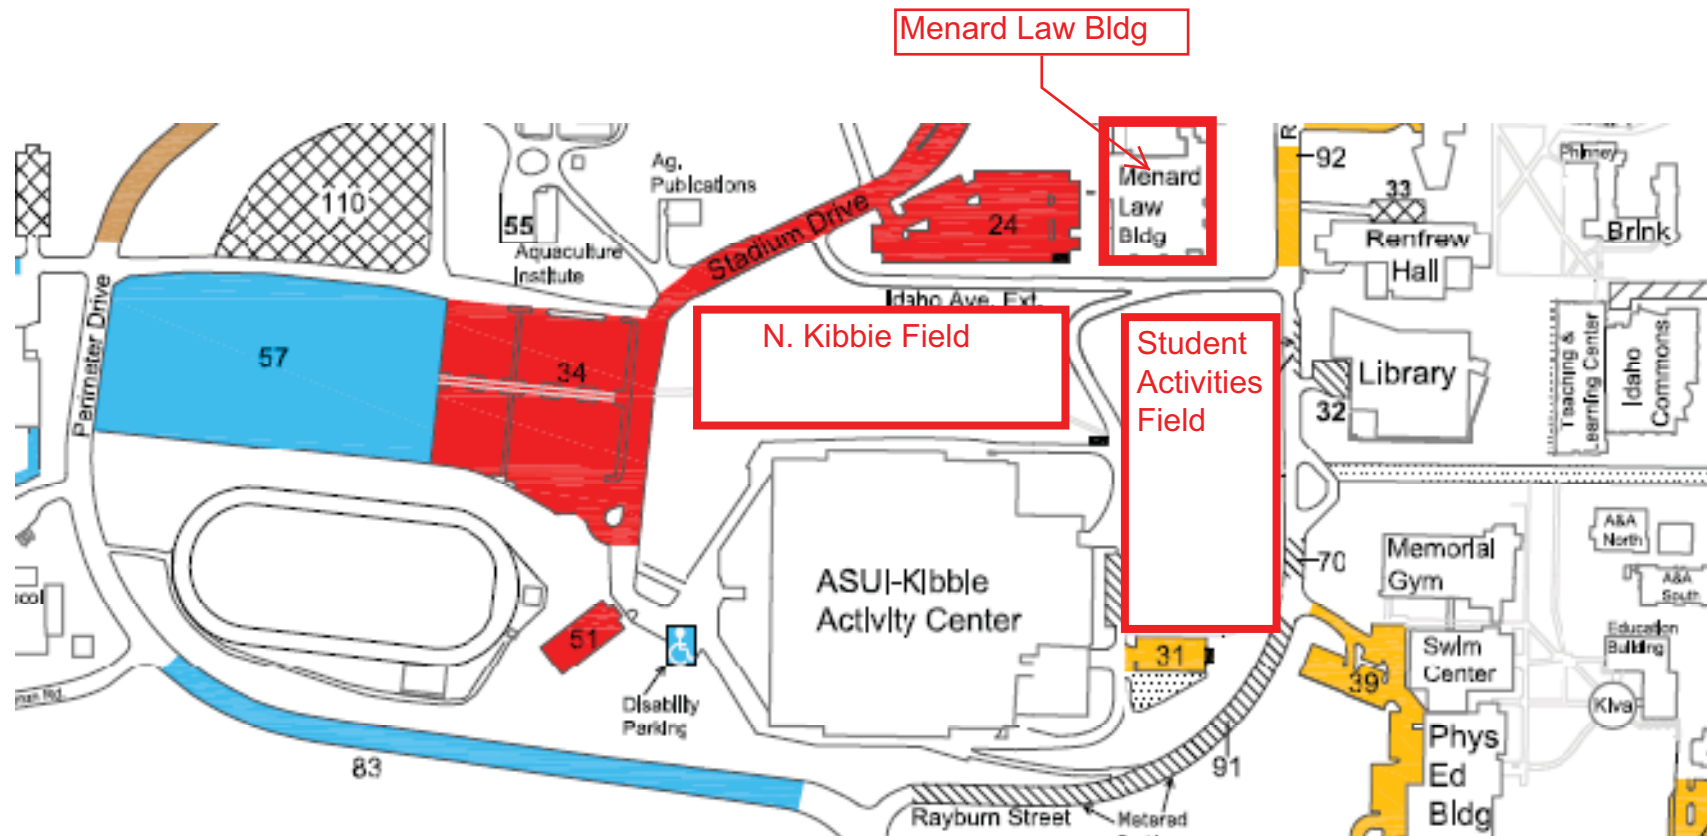 Menard Law Bldg
92
Phinney
33
Ag.
Publications
110
Menard
Law
Bldg
55
24
Stadium Drive
Renfrew
Hall
Brink
Aquaculture
Institute
Idaho Ave. Ext.
Perimeter Drive
57
34
N. Kibbie Field
Student
Activities
Field
Library
32
Teaching &
Learning Center
Idaho
Commons
A&A
North
Memorial
Gym
70
A&A
South
ASUI-Kibbie
Activity Center
51
31
39
Swim
Center
Education
Building
Kiva
Disability
Parking
83
91
Phys
Ed
Bldg
Rayburn Street
Metered